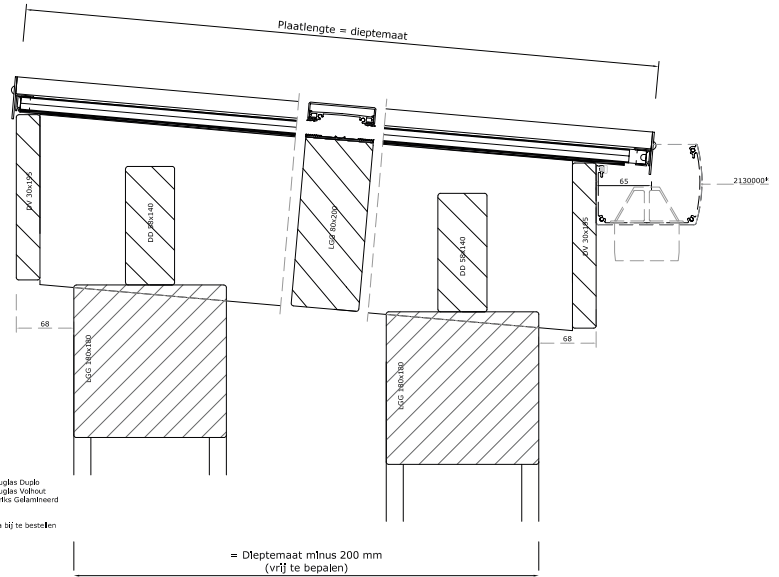 Plaatlengte = dieptemaat
DV 30x195
DD 58x140
LGG 80x200
DD 58x140
DV 30x195
65
2130000*
68
LGG 180x180
LGG 180x180
68
uglas Duplo
uglas Volhout
riks Gelamineerd
bij te bestellen
= Dieptemaat minus 200 mm
(vrij te bepalen)